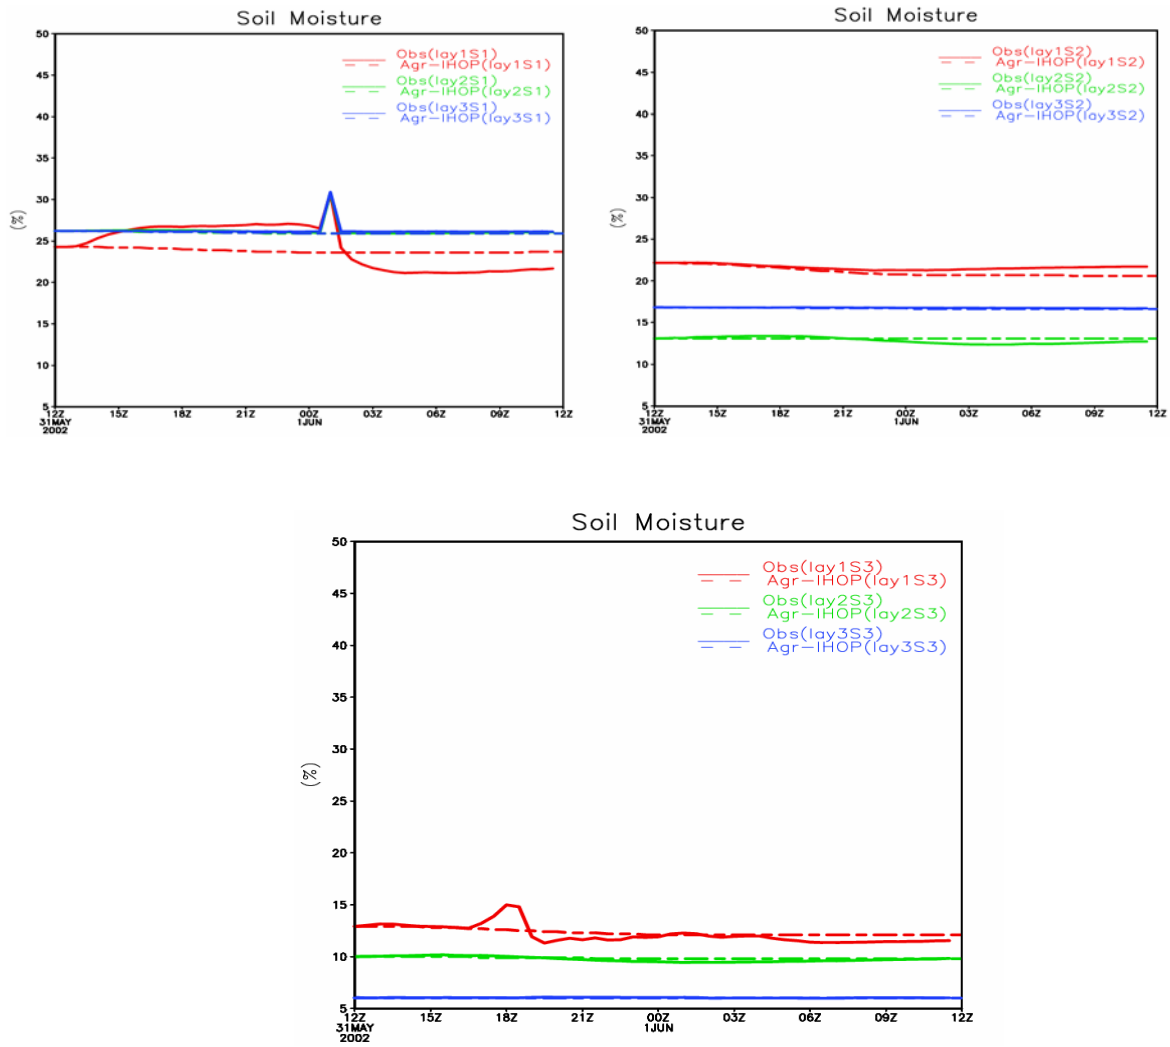 Soil Moisture
Obs(lay1S1)
Agr-IHOP(lay1S1)
Obs(lay2S1)
Agr-IHOP(lay2S1)
Obs(lay3S1)
Agr-IHOP(lay3S1)
(%)
50
45
40
35
30
25
20
15
10
5
12Z 15Z 18Z 21Z 00Z 03Z 06Z 09Z 12Z
31MAY 1JUN
2002
Soil Moisture
Obs(lay1S2)
Agr-IHOP(lay1S2)
Obs(lay2S2)
Agr-IHOP(lay2S2)
Obs(lay3S2)
Agr-IHOP(lay3S2)
(%)
50
45
40
35
30
25
20
15
10
5
12Z 15Z 18Z 21Z 00Z 03Z 06Z 09Z 12Z
31MAY 1JUN
2002
Soil Moisture
Obs(lay1S3)
Agr-IHOP(lay1S3)
Obs(lay2S3)
Agr-IHOP(lay2S3)
Obs(lay3S3)
Agr-IHOP(lay3S3)
(%)
50
45
40
35
30
25
20
15
10
5
12Z 15Z 18Z 21Z 00Z 03Z 06Z 09Z 12Z
31MAY 1JUN
2002